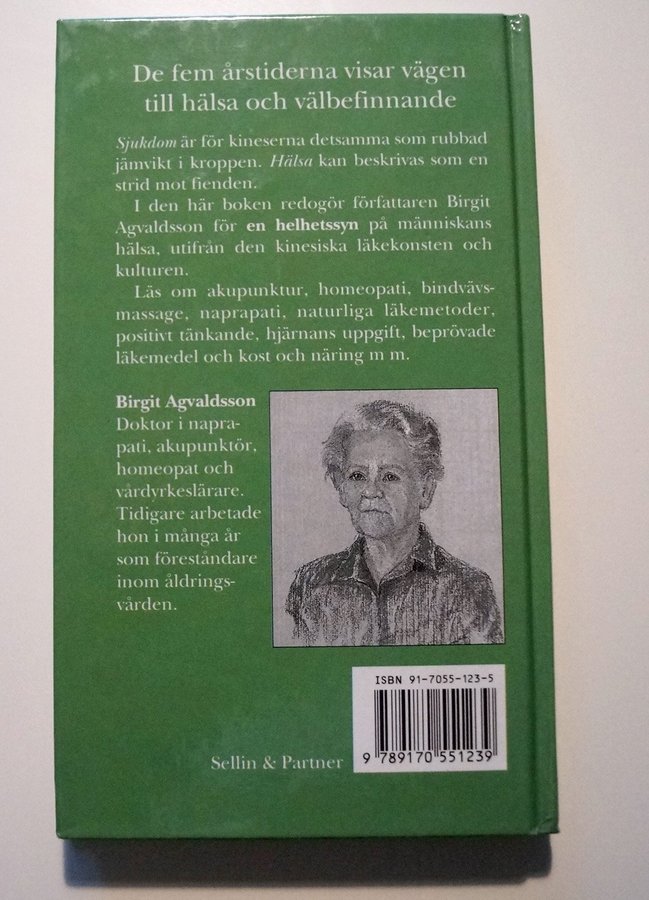 De fem årstiderna visar vägen
till hälsa och välbefinnande
Sjukdom är för kineserna detsamma som rubbad
jämvikt i kroppen. Hälsa kan beskrivas som en
strid mot fienden.
I den här boken redogör författaren Birgit
Agvaldsson för en helhetssyn på människans
hälsa, utifrån den kinesiska läkekonsten och
kulturen.
Läs om akupunktur, homeopati, bindvävs-
massage, naprapati, naturliga läkemetoder,
positivt tänkande, hjärnans uppgift, beprövade
läkemedel och kost och näring m m.
Birgit Agvaldsson
Doktor i napra-
pati, akupunktör,
homeopat och
vårdyrkeslärare.
Tidigare arbetade
hon i många år
som föreståndare
inom åldrings-
vården.
ISBN 91-7055-123-5
9 789170 551239
Sellin & Partner